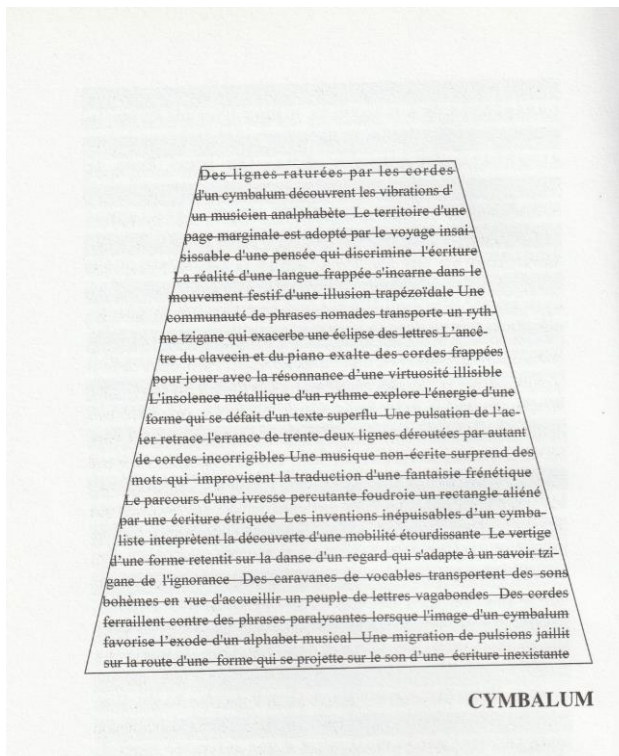 Des lignes raturées par les cordes
d'un cymbalum découvrent les vibrations d'
un musicien analphabète Le territoire d'une
page marginale est adopté par le voyage insai-
sissable d'une pensée qui discrimine l'écriture
La réalité d'une langue frappée s'incarne dans le
mouvement festif d'une illusion trapézoïdale Une
communauté de phrases nomades transporte un ryth-
me tzigane qui exacerbe une éclipse des lettres L'ancê-
tre du clavecin et du piano exalte des cordes frappées
pour jouer avec la résonnance d'une virtuosité illisible
L'insolence métallique d'un rythme explore l'énergie d'une
forme qui se défait d'un texte superflu Une pulsation de l'ac-
ier retrace l'errance de trente-deux lignes déroutées par autant
de cordes incorrigibles Une musique non-écrite surprend des
mots qui improvisent la traduction d'une fantaisie frénétique
Le parcours d'une ivresse percutante foudroie un rectangle aliéné
par une écriture étriquée Les inventions inépuisables d'un cymba-
liste interprètent la découverte d'une mobilité étourdissante Le vertige
d'une forme retentit sur la danse d'un regard qui s'adapte à un savoir tzi-
gane de l'ignorance Des caravanes de vocables transportent des sons
bohèmes en vue d'accueillir un peuple de lettres vagabondes Des cordes
ferraillent contre des phrases paralysantes lorsque l'image d'un cymbalum
favorise l'exode d'un alphabet musical Une migration de pulsions jaillit
sur la route d'une forme qui se projette sur le son d'une écriture inexistante
CYMBALUM